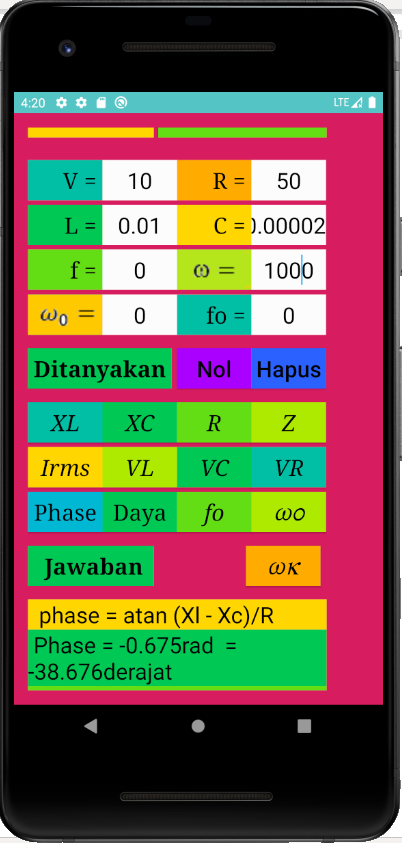 4:20 LTE
V = 10 R = 50
L = 0.01 C = 0.00002
f = 0 ω = 1000
ω₀ = 0 fo = 0
Ditanyakan Nol Hapus
XL XC R Z
Irms VL VC VR
Phase Daya fo ωo
Jawaban ωκ
phase = atan (Xl - Xc)/R
Phase = -0.675rad =
-38.676derajat